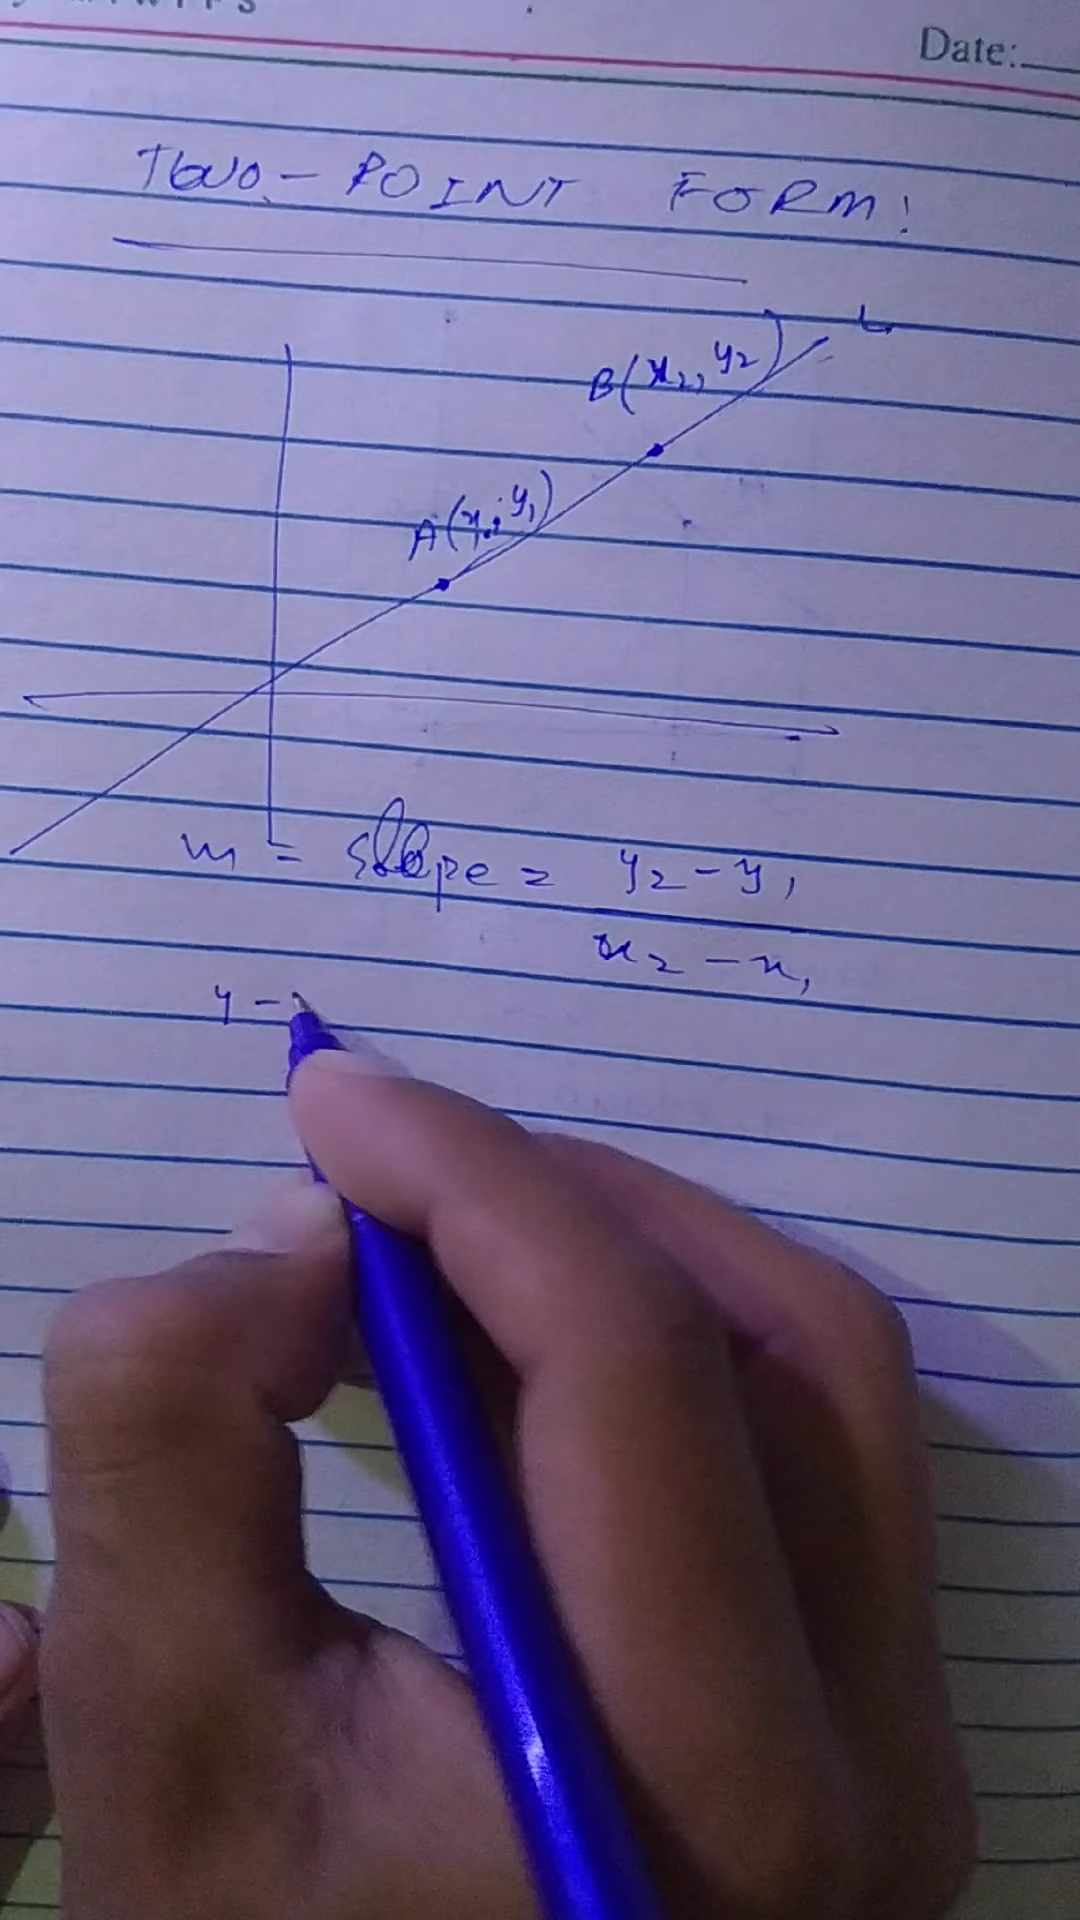 Date:
TWO - POINT FORM!
L
B(x₂, y₂)
A(x₁, y₁)
m = slope = y₂ - y₁
x₂ - x₁
y -